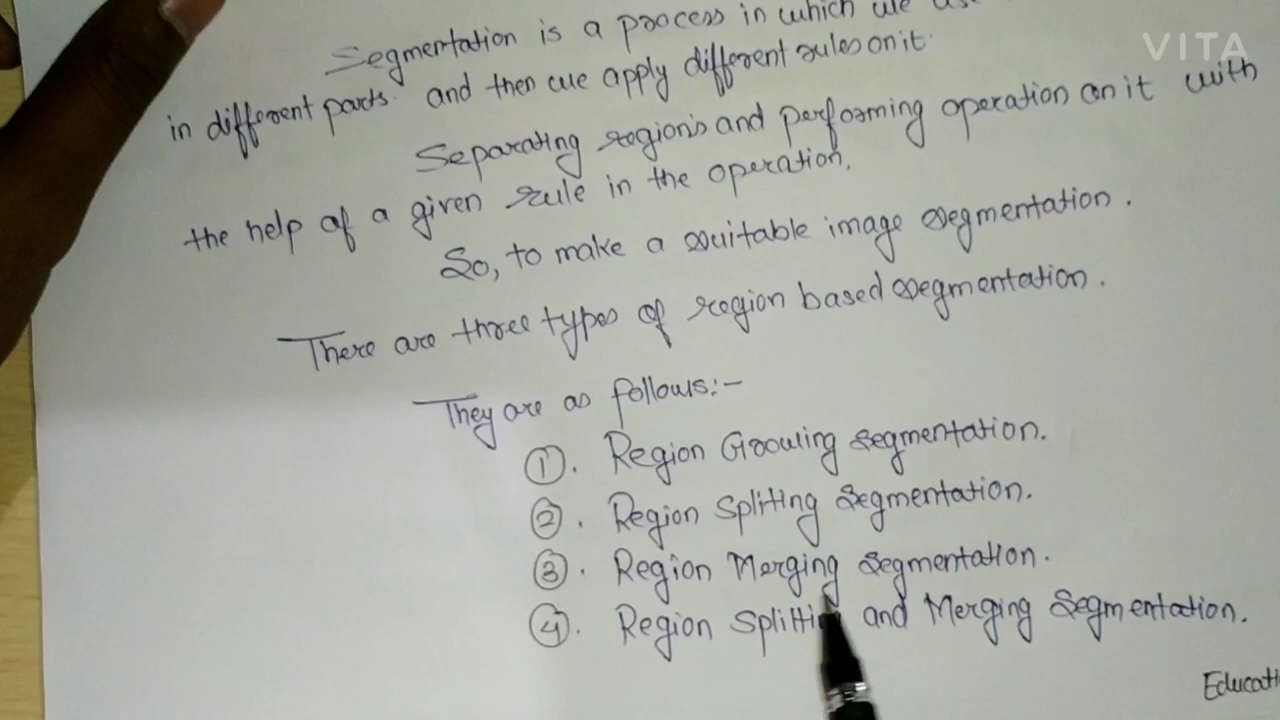 Segmentation is a process in which we
VITA
in different parts. and then we apply different rules on it.
Separating region's and performing operation on it with
the help of a given rule in the operation.
So, to make a suitable image segmentation.
There are three types of region based segmentation.
They are as follows:-
①. Region Growing segmentation.
②. Region Spliting Segmentation.
③. Region Merging Segmentation.
④. Region Splitti and Merging Segmentation.
Educati